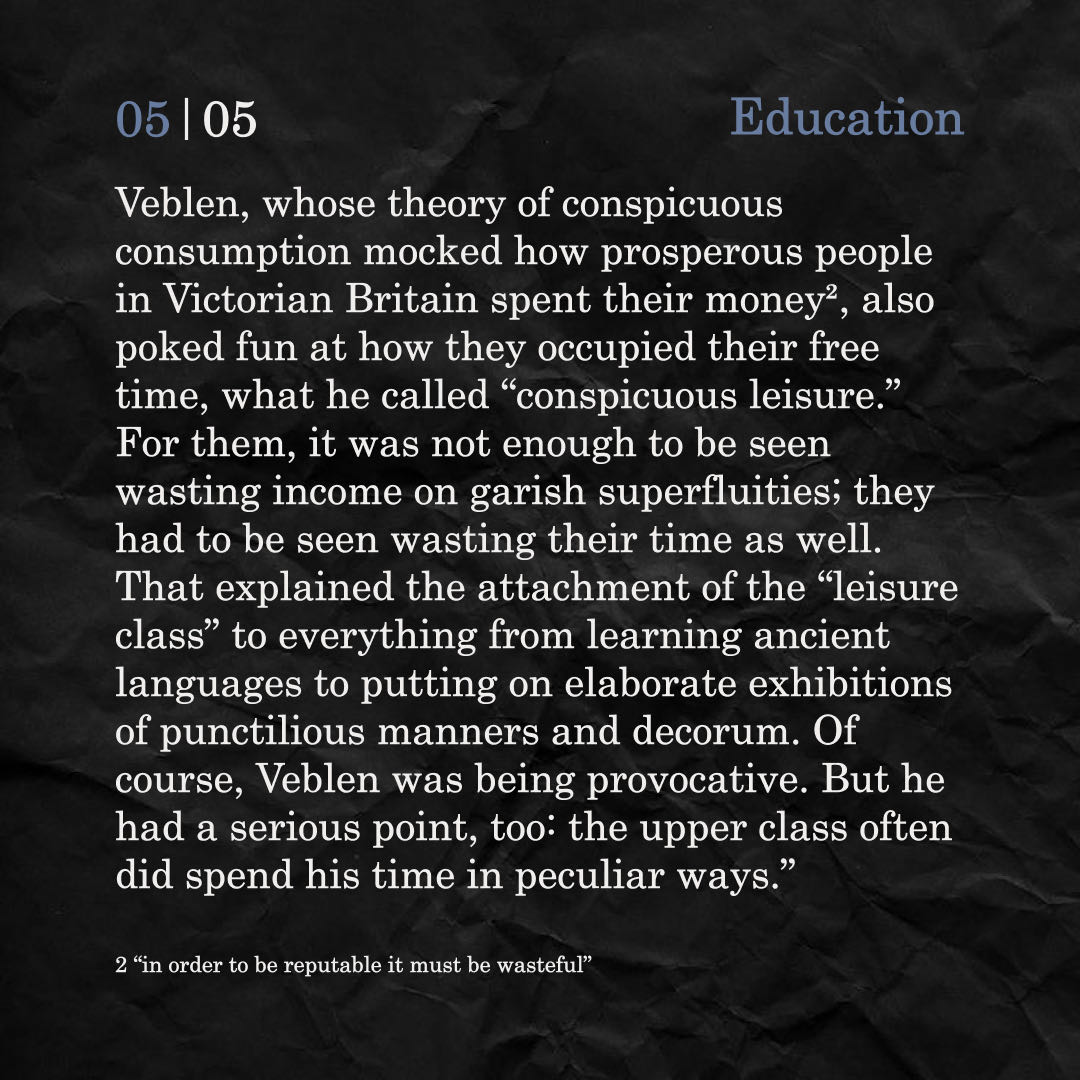 05|05
Education
Veblen, whose theory of conspicuous
consumption mocked how prosperous people
in Victorian Britain spent their money², also
poked fun at how they occupied their free
time, what he called “conspicuous leisure.”
For them, it was not enough to be seen
wasting income on garish superfluities; they
had to be seen wasting their time as well.
That explained the attachment of the “leisure
class” to everything from learning ancient
languages to putting on elaborate exhibitions
of punctilious manners and decorum. Of
course, Veblen was being provocative. But he
had a serious point, too: the upper class often
did spend his time in peculiar ways.”
2 “in order to be reputable it must be wasteful”